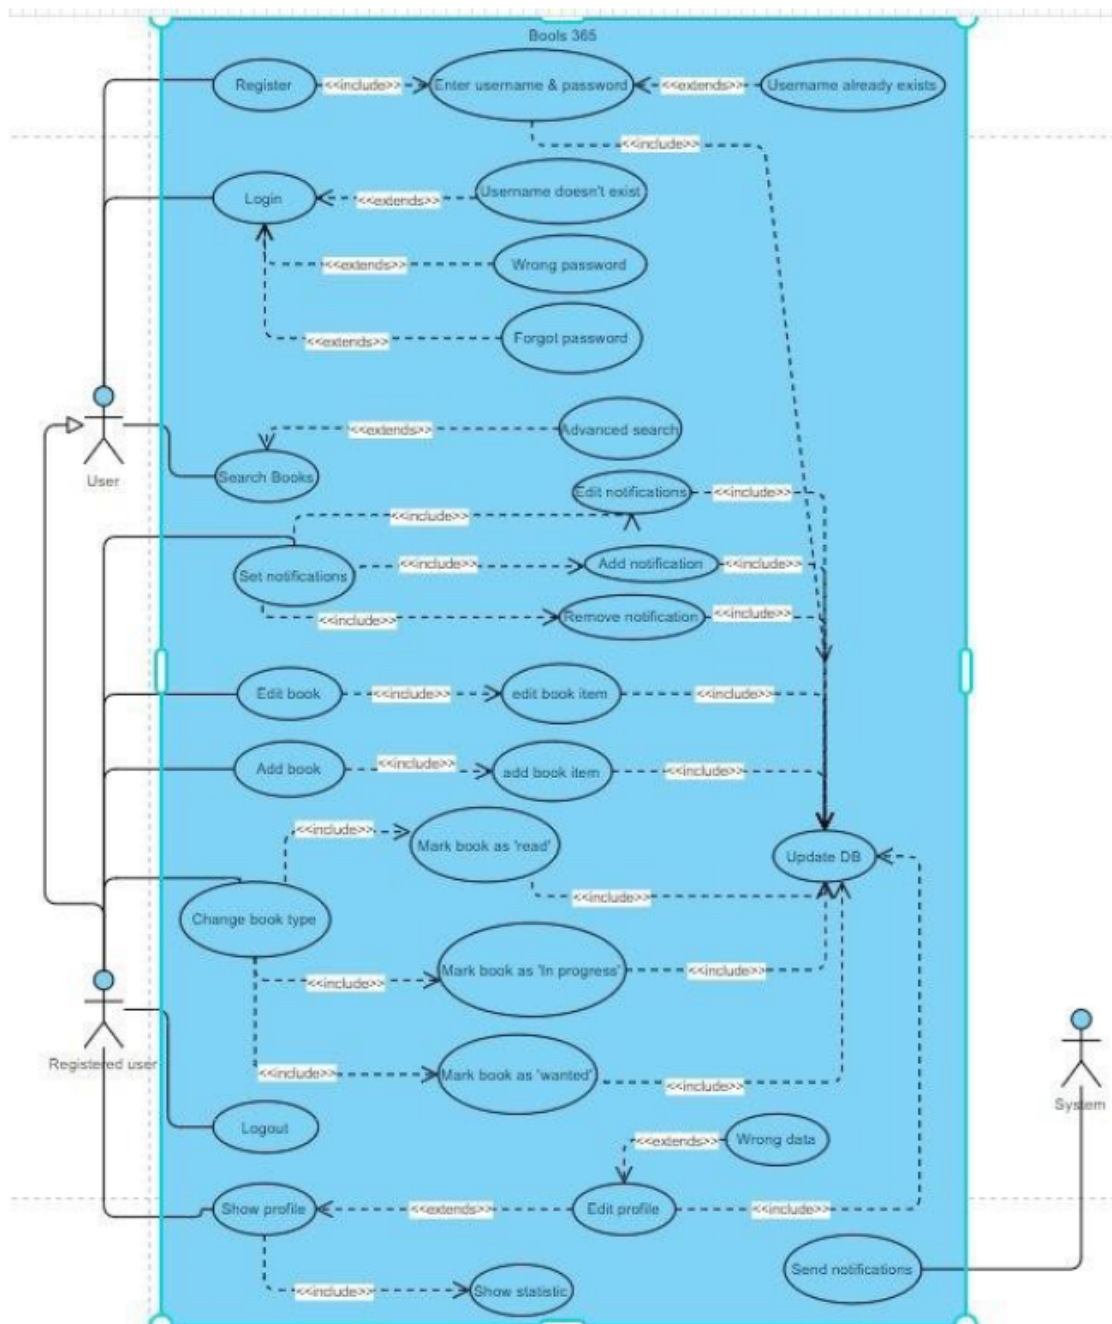 Bools 365
Register
<<include>>
Enter username & password
<<extends>>
Username already exists
<<include>>
Login
<<extends>>
Username doesn't exist
<<extends>>
Wrong password
<<extends>>
Forgot password
User
Search Books
<<extends>>
Advanced search
Edit notifications
<<include>>
<<include>>
Set notifications
<<include>>
Add notification
<<include>>
<<include>>
Remove notification
<<include>>
Edit book
<<include>>
edit book item
<<include>>
Add book
<<include>>
add book item
<<include>>
<<include>>
Mark book as 'read'
Update DB
<<include>>
Change book type
<<include>>
Mark book as 'In progress'
<<include>>
Registered user
<<include>>
Mark book as 'wanted'
<<include>>
System
Logout
<<extends>>
Wrong data
Show profile
<<extends>>
Edit profile
<<include>>
Send notifications
<<include>>
Show statistic